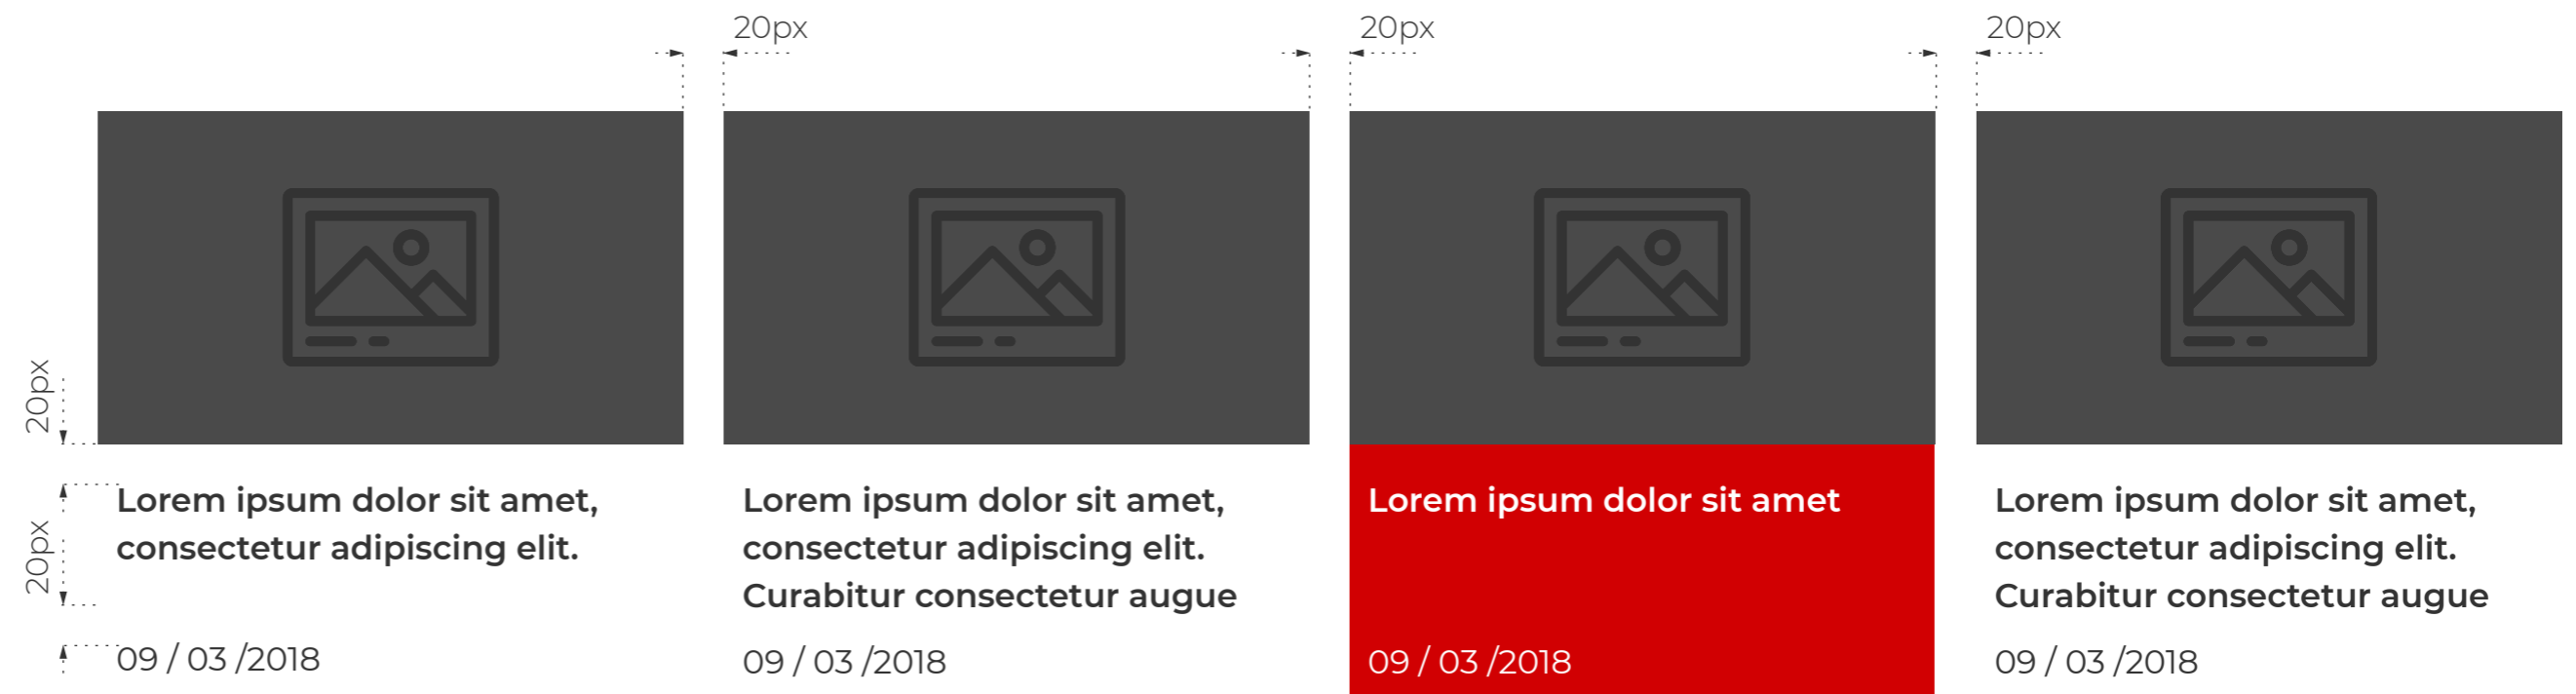 20px
20px
20px
20px
20px
Lorem ipsum dolor sit amet,
consectetur adipiscing elit.
09 / 03 /2018
Lorem ipsum dolor sit amet,
consectetur adipiscing elit.
Curabitur consectetur augue
09 / 03 /2018
Lorem ipsum dolor sit amet
09 / 03 /2018
Lorem ipsum dolor sit amet,
consectetur adipiscing elit.
Curabitur consectetur augue
09 / 03 /2018